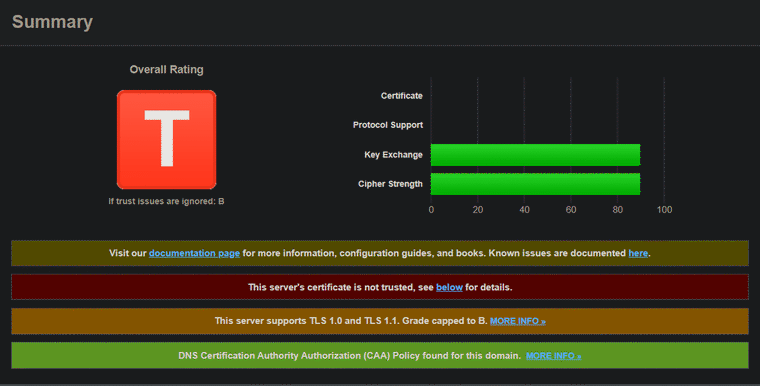 Summary
Overall Rating
T
If trust issues are ignored: B
Certificate
Protocol Support
Key Exchange
Cipher Strength
0 20 40 60 80 100
Visit our documentation page for more information, configuration guides, and books. Known issues are documented here.
This server's certificate is not trusted, see below for details.
This server supports TLS 1.0 and TLS 1.1. Grade capped to B. MORE INFO »
DNS Certification Authority Authorization (CAA) Policy found for this domain. MORE INFO »